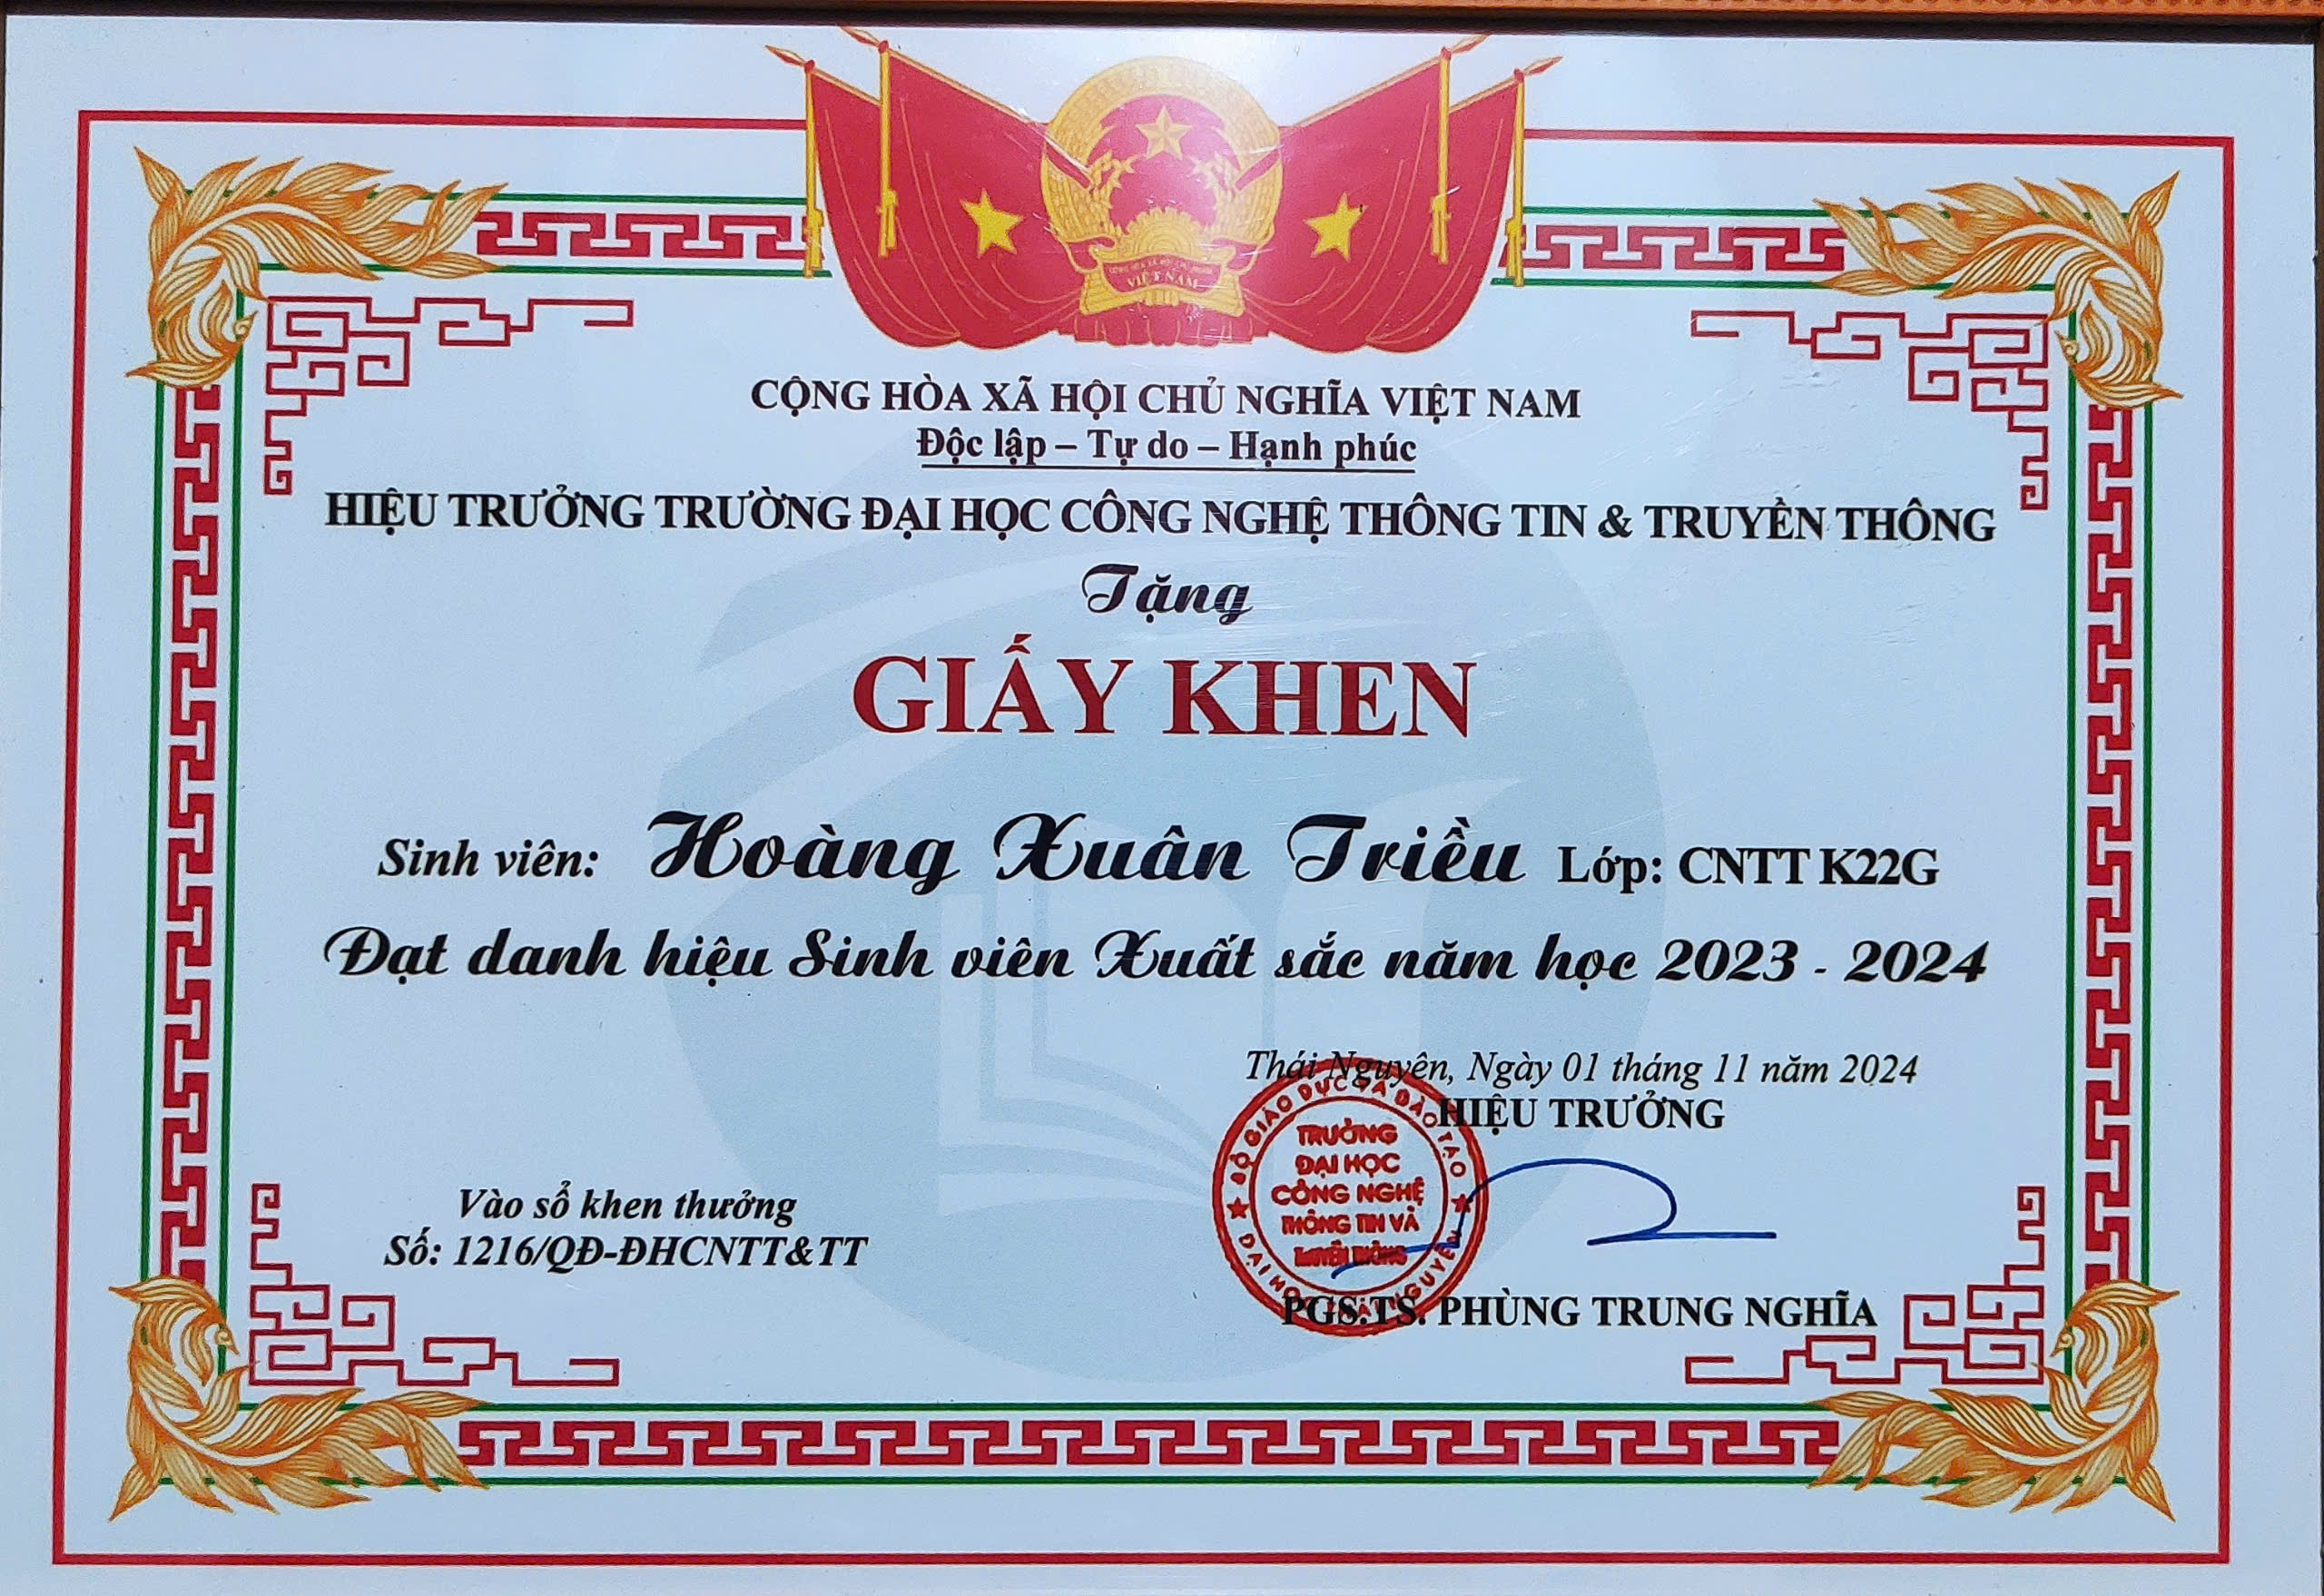 CỘNG HÒA XÃ HỘI CHỦ NGHĨA VIỆT NAM
VIỆT NAM
CỘNG HÒA XÃ HỘI CHỦ NGHĨA VIỆT NAM
Độc lập – Tự do – Hạnh phúc
HIỆU TRƯỞNG TRƯỜNG ĐẠI HỌC CÔNG NGHỆ THÔNG TIN & TRUYỀN THÔNG
Tặng
GIẤY KHEN
Sinh viên: Hoàng Xuân Triều Lớp: CNTT K22G
Đạt danh hiệu Sinh viên Xuất sắc năm học 2023 - 2024
Thái Nguyên, Ngày 01 tháng 11 năm 2024
HIỆU TRƯỞNG
BỘ GIÁO DỤC VÀ ĐÀO TẠO
TRƯỜNG
ĐẠI HỌC
CÔNG NGHỆ
THÔNG TIN VÀ
TRUYỀN THÔNG
ĐẠI HỌC THÁI NGUYÊN
Vào sổ khen thưởng
Số: 1216/QĐ-ĐHCNTT&TT
PGS.TS. PHÙNG TRUNG NGHĨA